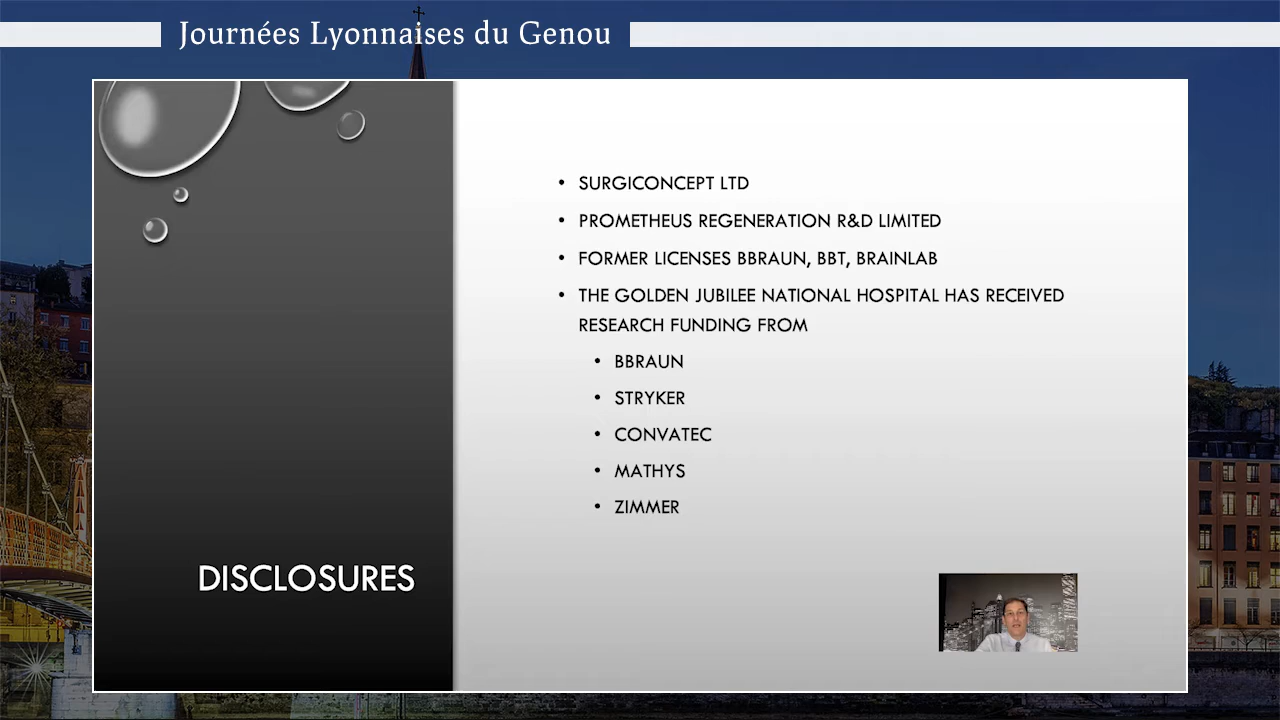 Journées Lyonnaises du Genou
• SURGICONCEPT LTD
• PROMETHEUS REGENERATION R&D LIMITED
• FORMER LICENSES BBRAUN, BBT, BRAINLAB
• THE GOLDEN JUBILEE NATIONAL HOSPITAL HAS RECEIVED
RESEARCH FUNDING FROM
• BBRAUN
• STRYKER
• CONVATEC
• MATHYS
• ZIMMER
DISCLOSURES